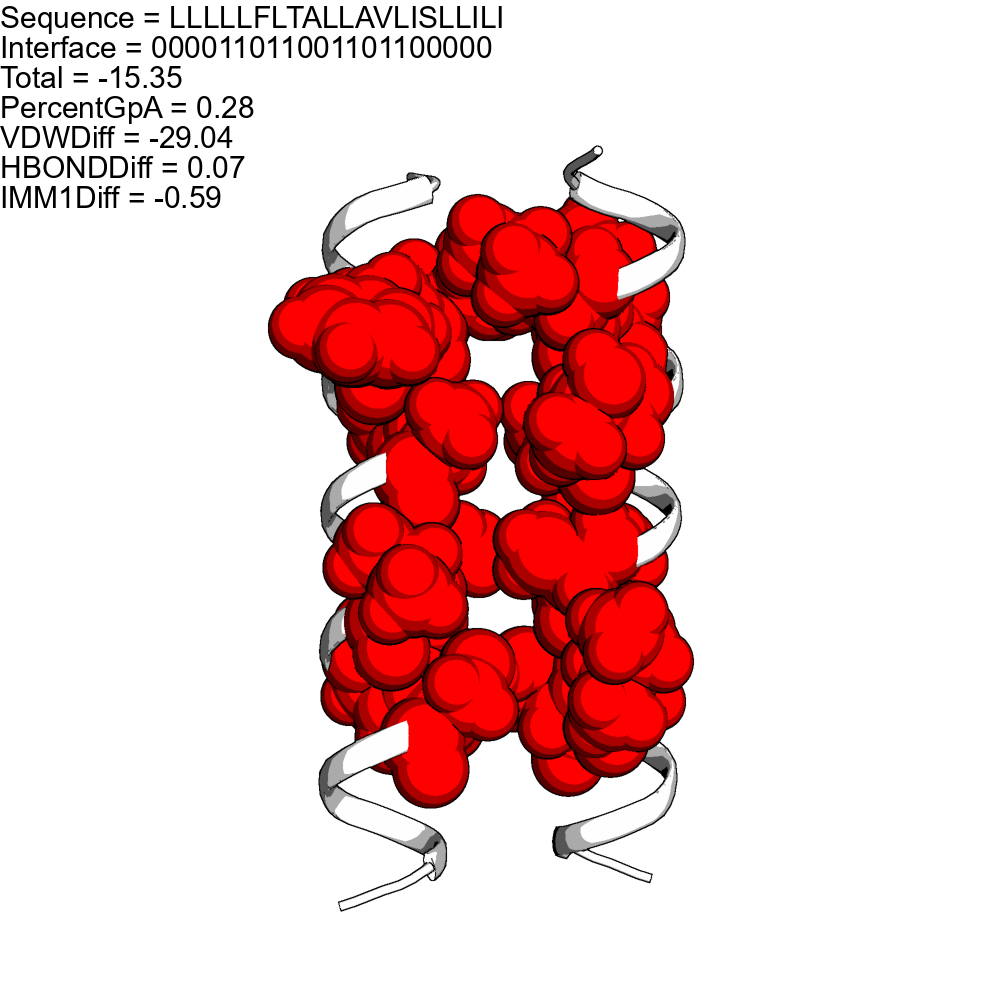 Sequence = LLLLLFLTALLAVLISLLILI
Interface = 000011011001101100000
Total = -15.35
PercentGpA = 0.28
VDWDiff = -29.04
HBONDDiff = 0.07
IMM1Diff = -0.59